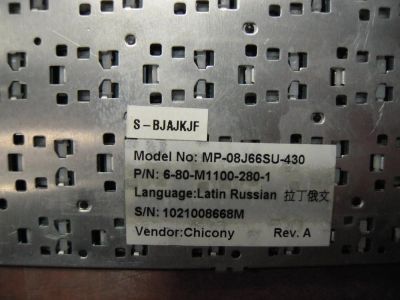 S-BJAJKJF
Model No: MP-08J66SU-430
P/N: 6-80-M1100-280-1
Language:Latin Russian 拉丁俄文
S/N: 1021008668M
Vendor:Chicony Rev. A